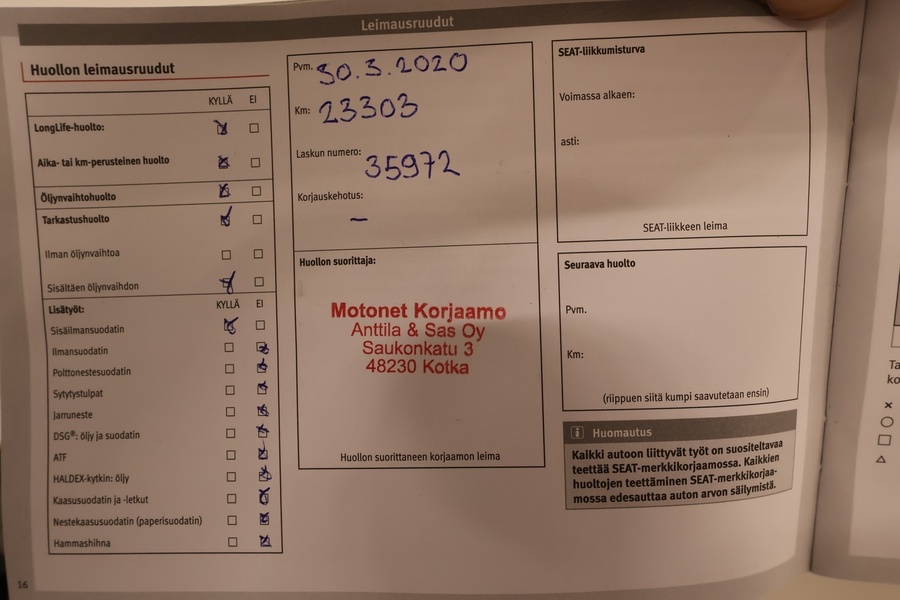 Leimausruudut
Huollon leimausruudut
KYLLÄ EI
LongLife-huolto:
Aika- tai km-perusteinen huolto
Öljynvaihtohuolto
Tarkastushuolto
Ilman öljynvaihtoa
Sisältäen öljynvaihdon
Lisätyöt: KYLLÄ EI
Sisäilmansuodatin
Ilmansuodatin
Polttonestesuodatin
Sytytystulpat
Jarruneste
DSG®: öljy ja suodatin
ATF
HALDEX-kytkin: öljy
Kaasusuodatin ja -letkut
Nestekaasusuodatin (paperisuodatin)
Hammashihna
16
Pvm. 30.3.2020
Km: 23303
Laskun numero: 35972
Korjauskehotus:
–
Huollon suorittaja:
Motonet Korjaamo
Anttila & Sas Oy
Saukonkatu 3
48230 Kotka
Huollon suorittaneen korjaamon leima
SEAT-liikkumisturva
Voimassa alkaen:
asti:
SEAT-liikkeen leima
Seuraava huolto
Pvm.
Km:
(riippuen siitä kumpi saavutetaan ensin)
Huomautus
Kaikki autoon liittyvät työt on suositeltavaa
teettää SEAT-merkkikorjaamossa. Kaikkien
huoltojen teettäminen SEAT-merkkikorjaa-
mossa edesauttaa auton arvon säilymistä.